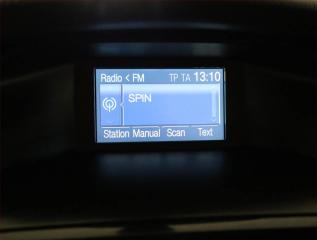 Radio < FM TP TA 13:10
SPIN
Station Manual Scan Text